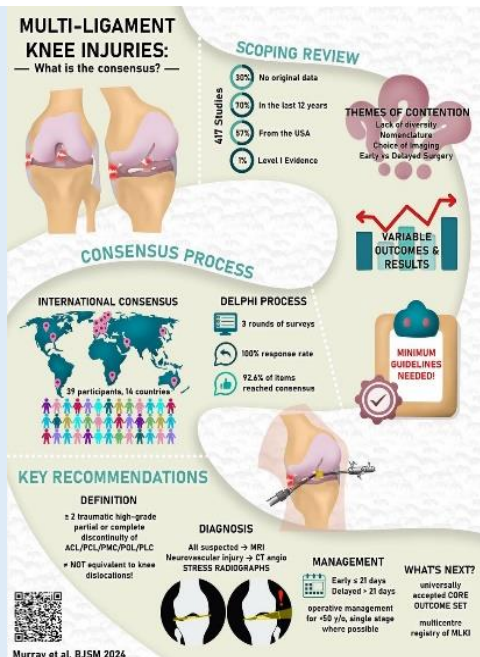 MULTI-LIGAMENT
KNEE INJURIES:
What is the consensus?
SCOPING REVIEW
417 Studies
30% No original data
70% In the last 12 years
57% From the USA
1% Level I Evidence
THEMES OF CONTENTION
Lack of diversity
Nomenclature
Choice of imaging
Early vs Delayed Surgery
VARIABLE
OUTCOMES &
RESULTS
CONSENSUS PROCESS
INTERNATIONAL CONSENSUS
39 participants, 14 countries
DELPHI PROCESS
3 rounds of surveys
100% response rate
92.6% of items
reached consensus
MINIMUM
GUIDELINES
NEEDED!
KEY RECOMMENDATIONS
DEFINITION
≥ 2 traumatic high-grade
partial or complete
discontinuity of
ACL/PCL/PMC/POL/PLC
≠ NOT equivalent to knee
dislocations!
DIAGNOSIS
All suspected → MRI
Neurovascular injury → CT angio
STRESS RADIOGRAPHS
MANAGEMENT
Early ≤ 21 days
Delayed > 21 days
operative management
for <50 y/o, single stage
where possible
WHAT'S NEXT?
universally
accepted CORE
OUTCOME SET
multicentre
registry of MLKI
Murray et al. BJSM 2024